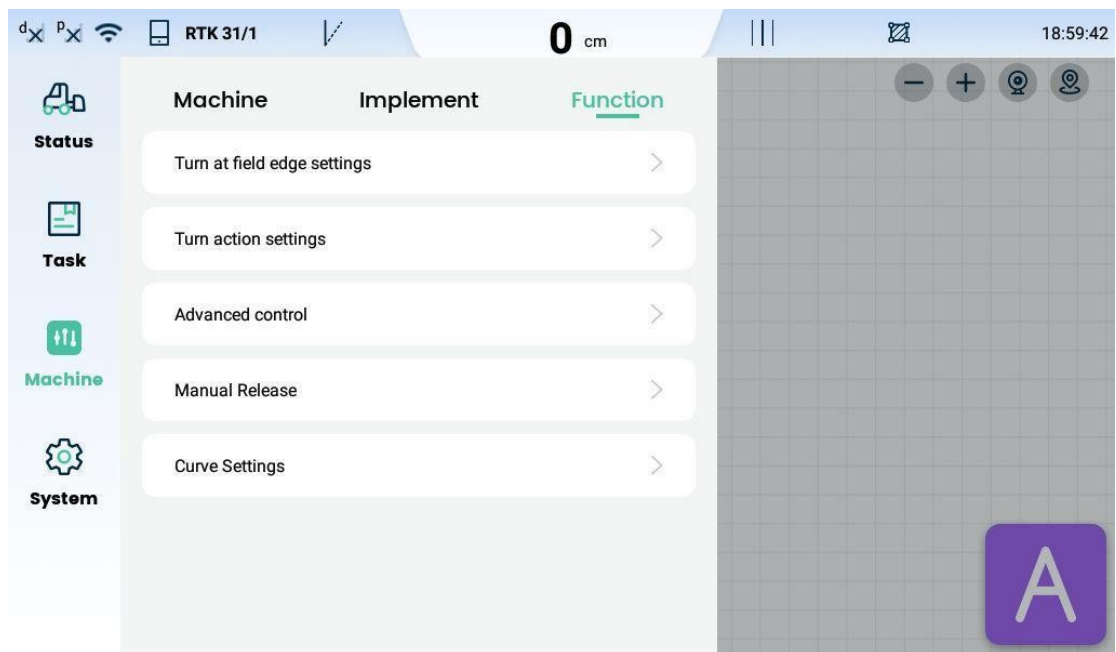 d P RTK 31/1 0 cm 18:59:42
Machine Implement Function
Status
Turn at field edge settings
Turn action settings
Task
Advanced control
Machine
Manual Release
Curve Settings
System
A